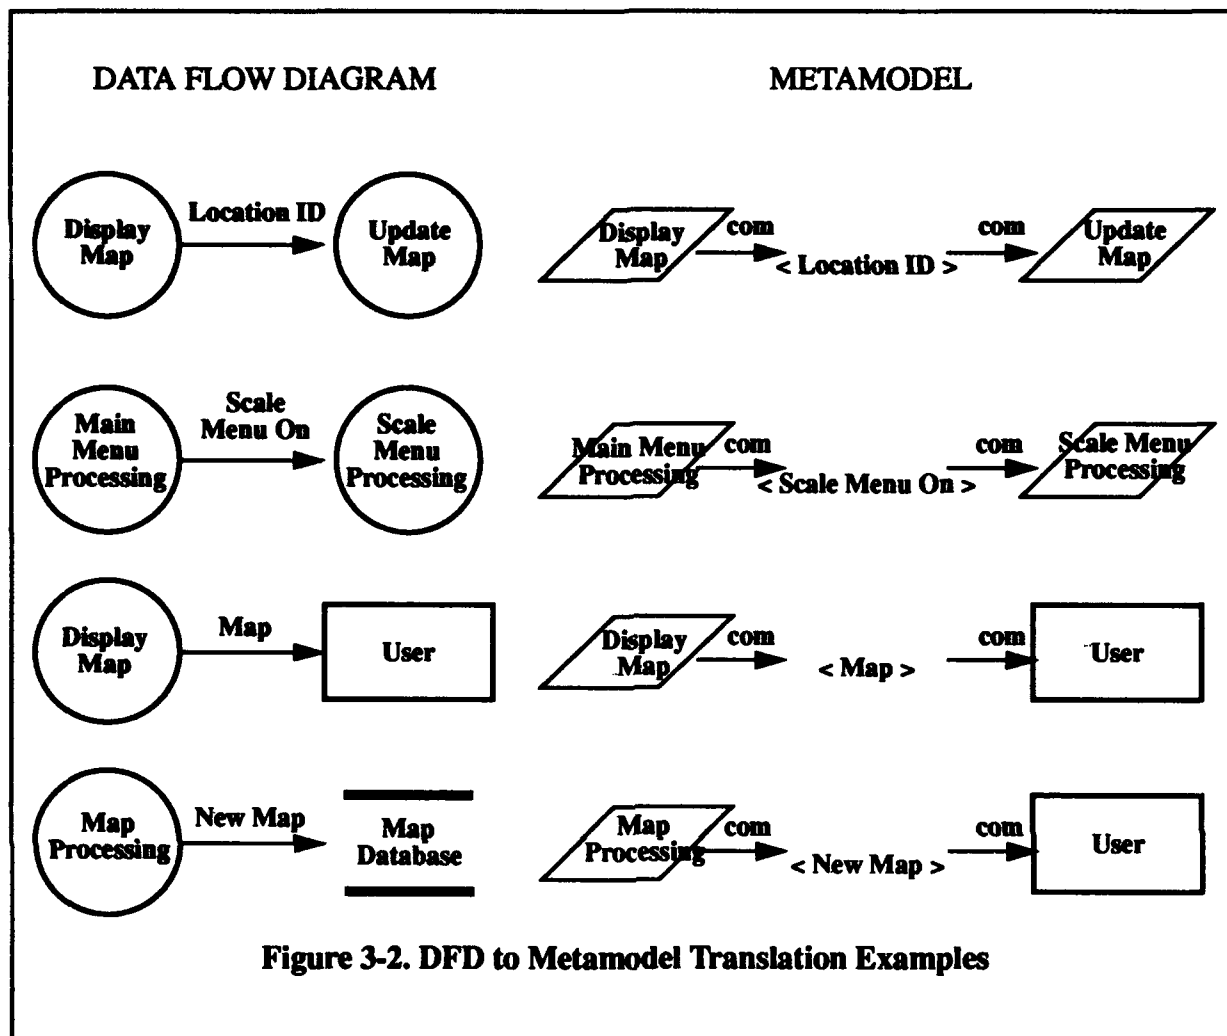 DATA FLOW DIAGRAM
METAMODEL
Display
Map
Location ID
Update
Map
Display
Map
com
< Location ID >
com
Update
Map
Main
Menu
Processing
Scale
Menu On
Scale
Menu
Processing
Main Menu
Processing
com
< Scale Menu On >
com
Scale Menu
Processing
Display
Map
Map
User
Display
Map
com
< Map >
com
User
Map
Processing
New Map
Map
Database
Map
Processing
com
< New Map >
com
User
Figure 3-2. DFD to Metamodel Translation Examples